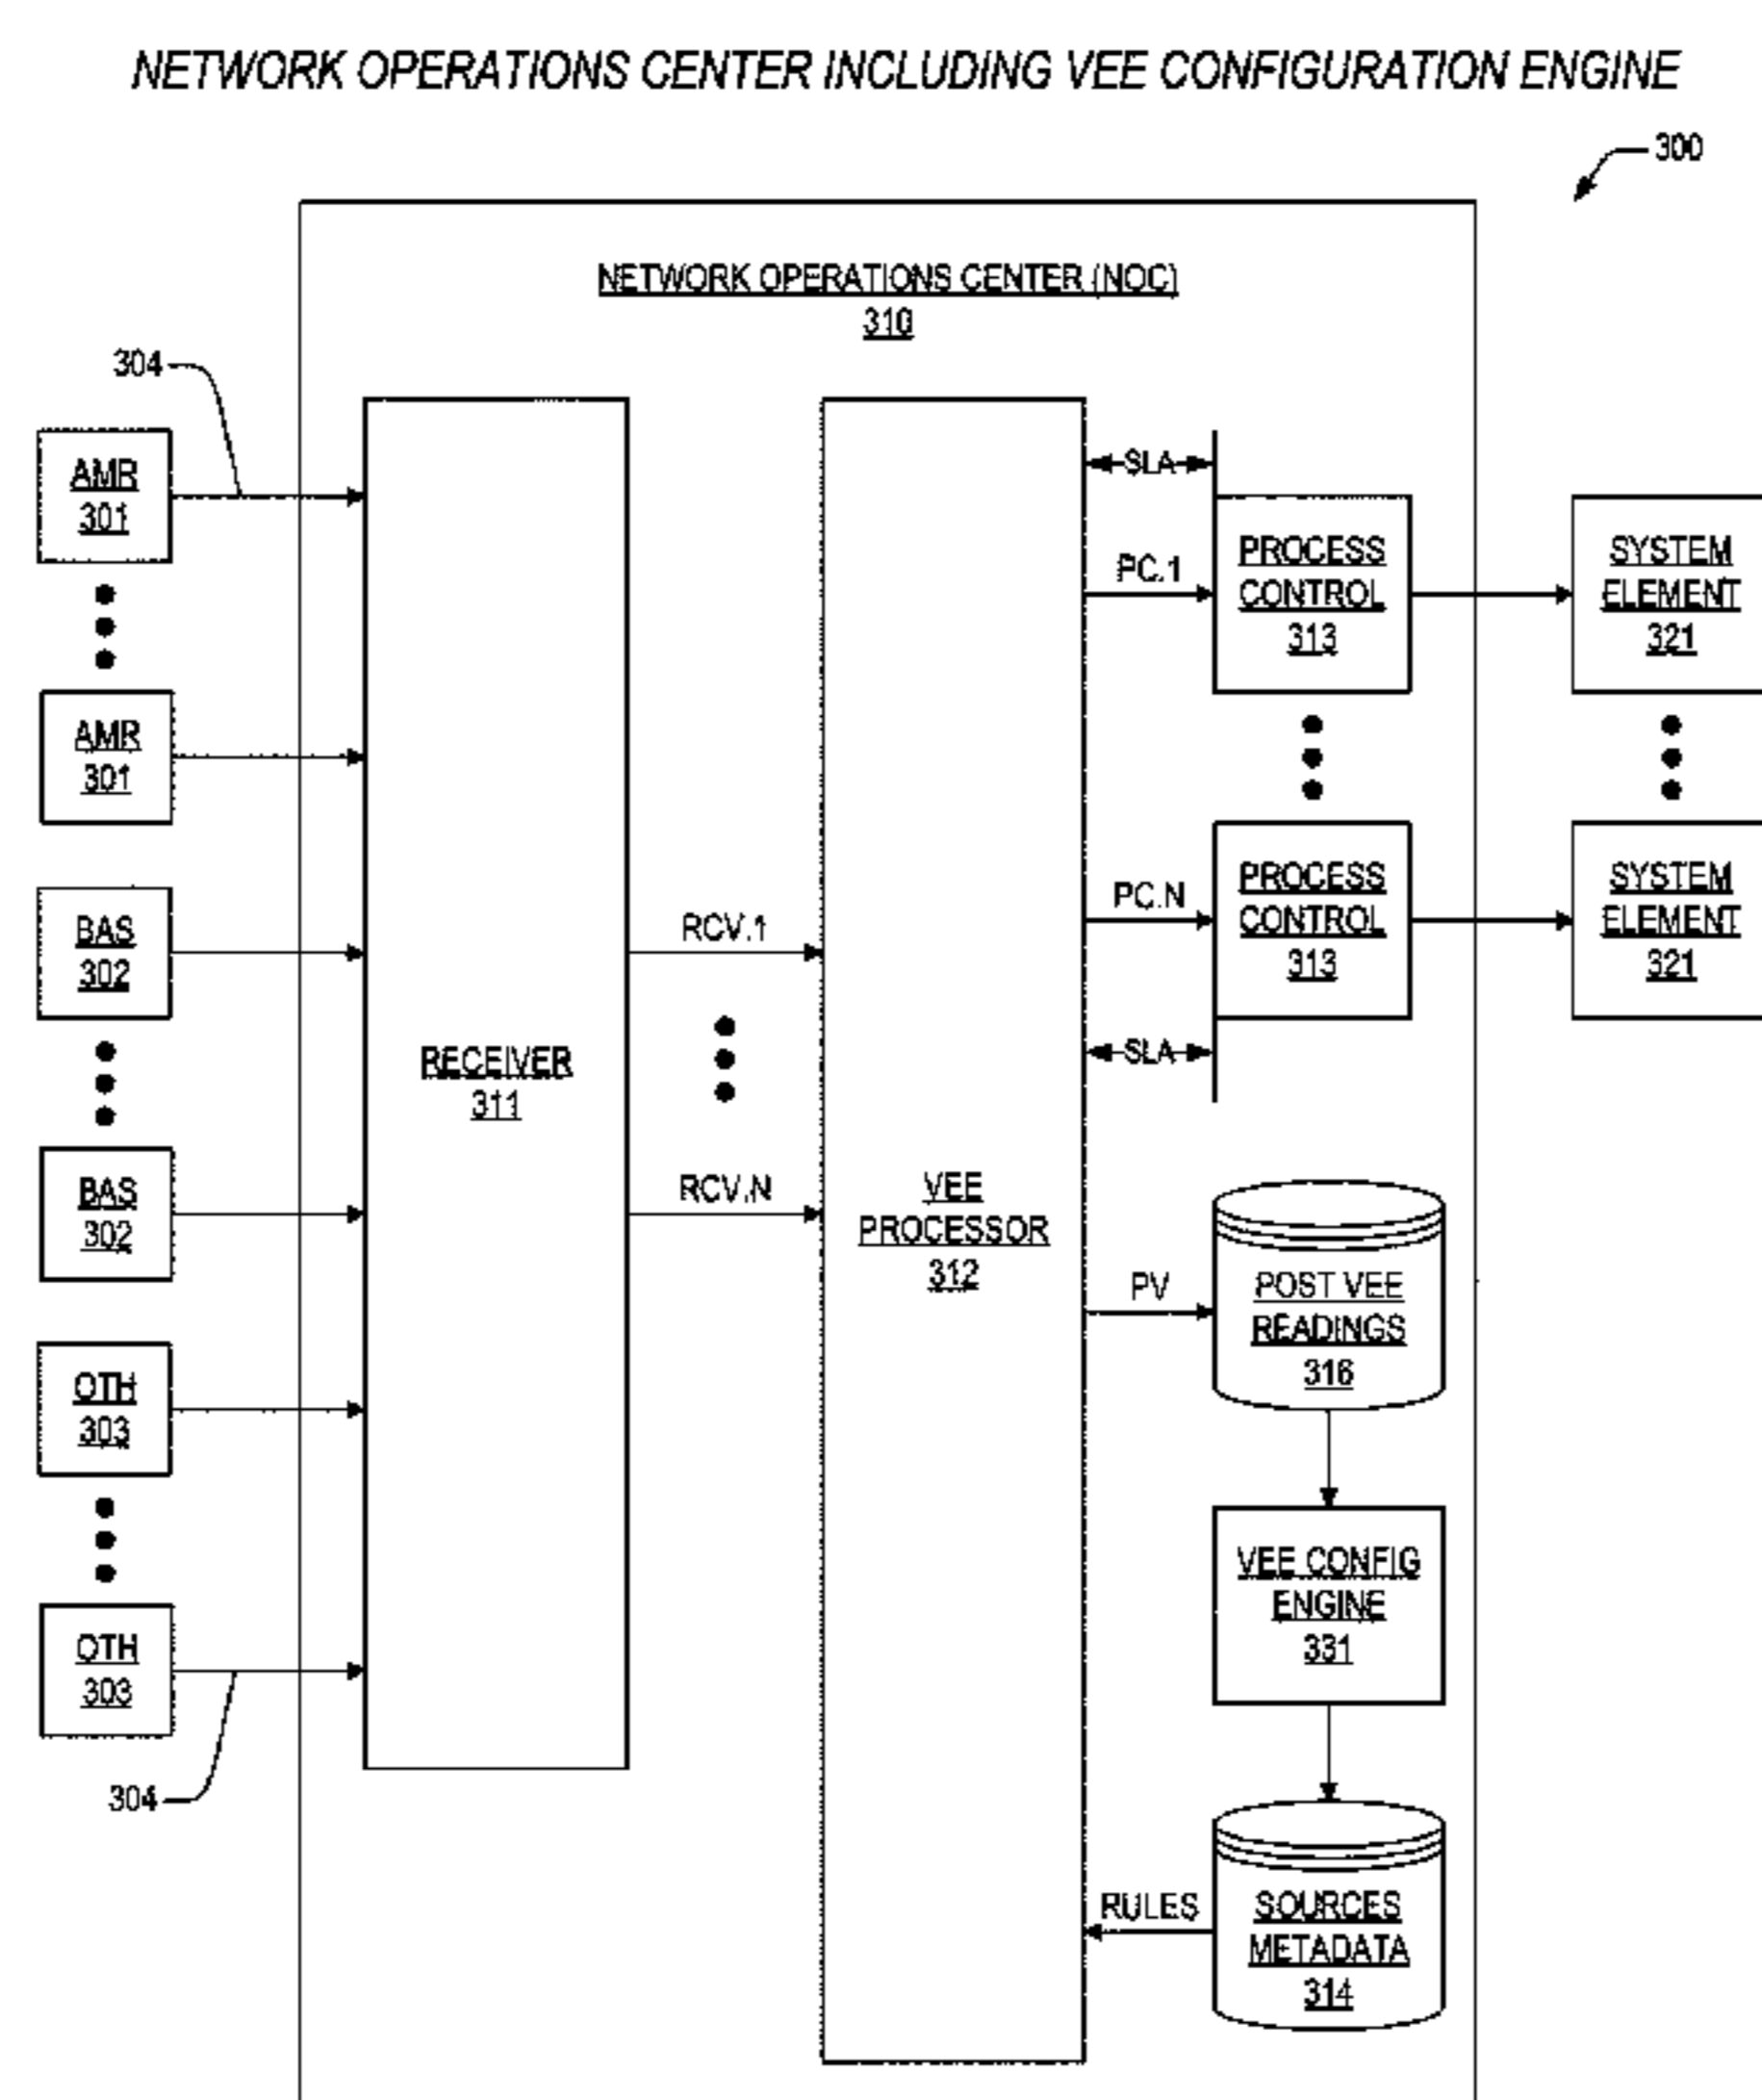 NETWORK OPERATIONS CENTER INCLUDING VEE CONFIGURATION ENGINE
300
NETWORK OPERATIONS CENTER (NOC)
310
304
AMR
301
AMR
301
BAS
302
BAS
302
OTH
303
OTH
303
304
RECEIVER
311
RCV.1
RCV.N
VEE
PROCESSOR
312
SLA
PC.1
PROCESS
CONTROL
313
SYSTEM
ELEMENT
321
PC.N
PROCESS
CONTROL
313
SYSTEM
ELEMENT
321
SLA
PV
POST VEE
READINGS
316
VEE CONFIG
ENGINE
331
RULES
SOURCES
METADATA
314